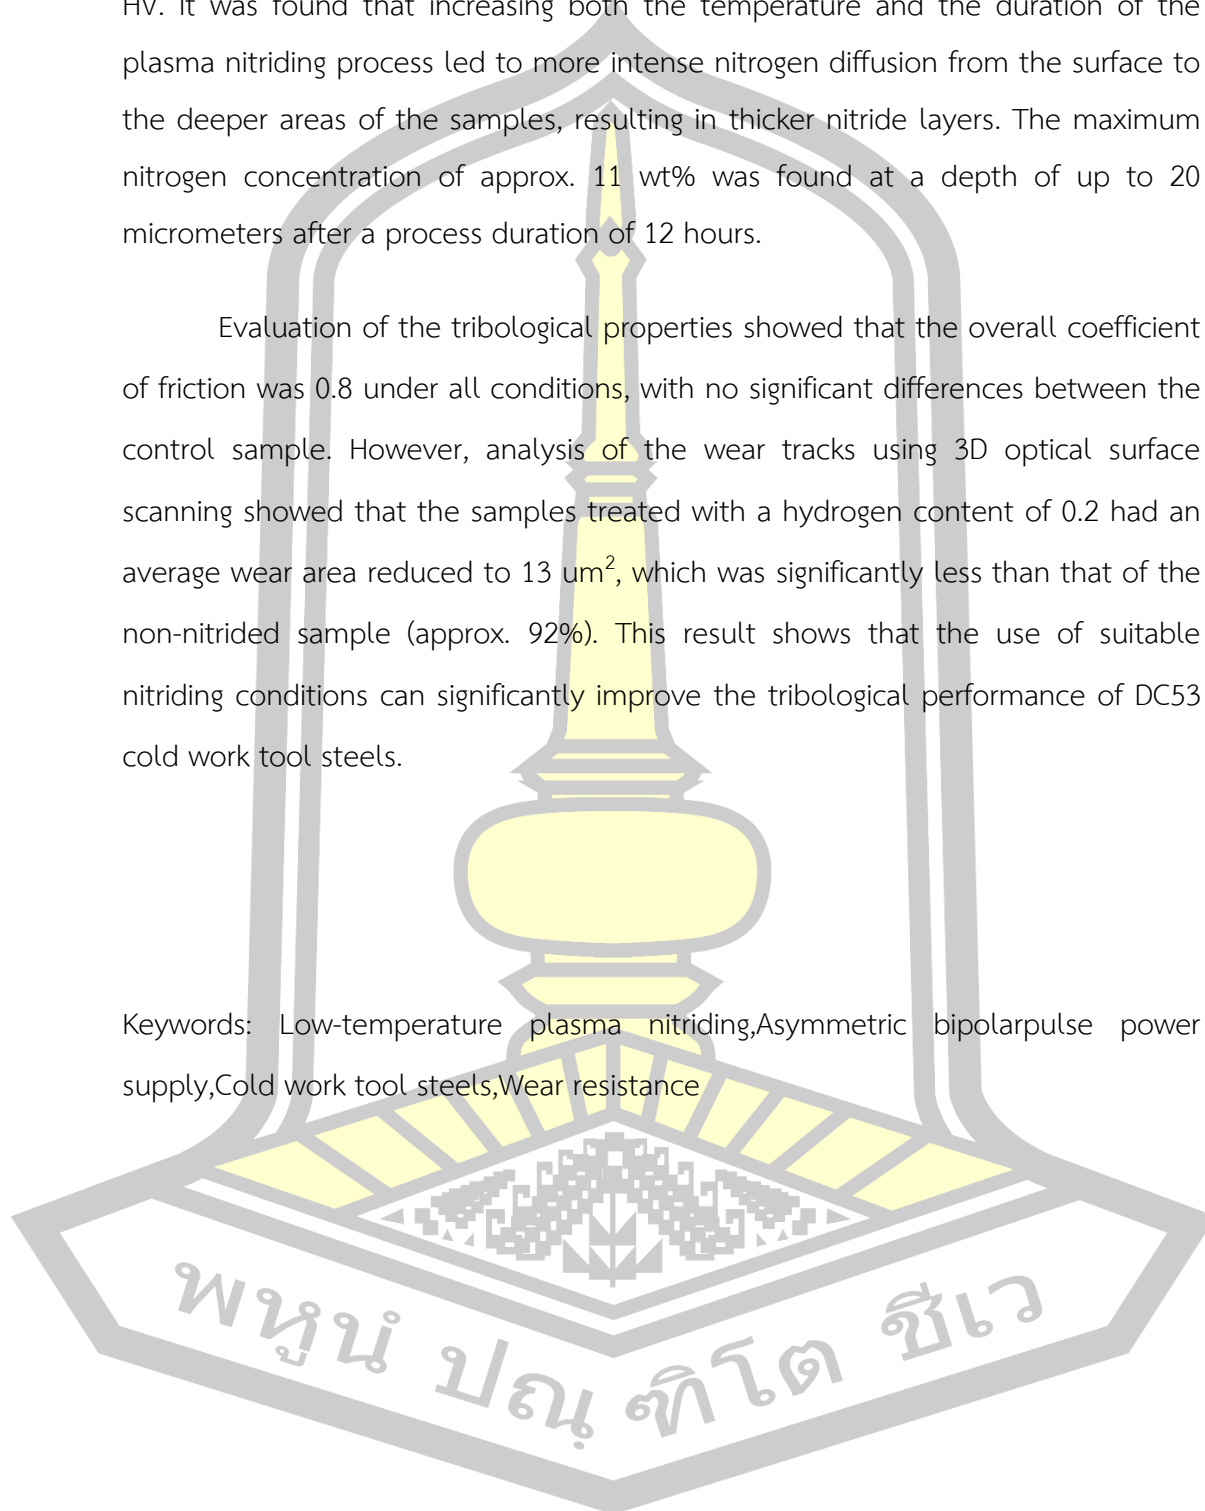 HV. It was found that increasing both the temperature and the duration of the
plasma nitriding process led to more intense nitrogen diffusion from the surface to
the deeper areas of the samples, resulting in thicker nitride layers. The maximum
nitrogen concentration of approx. 11 wt% was found at a depth of up to 20
micrometers after a process duration of 12 hours.
Evaluation of the tribological properties showed that the overall coefficient
of friction was 0.8 under all conditions, with no significant differences between the
control sample. However, analysis of the wear tracks using 3D optical surface
scanning showed that the samples treated with a hydrogen content of 0.2 had an
average wear area reduced to 13 um², which was significantly less than that of the
non-nitrided sample (approx. 92%). This result shows that the use of suitable
nitriding conditions can significantly improve the tribological performance of DC53
cold work tool steels.
Keywords: Low-temperature plasma nitriding,Asymmetric bipolarpulse power
supply,Cold work tool steels,Wear resistance
พหูนํ ปณฺฑิโต ชีเว